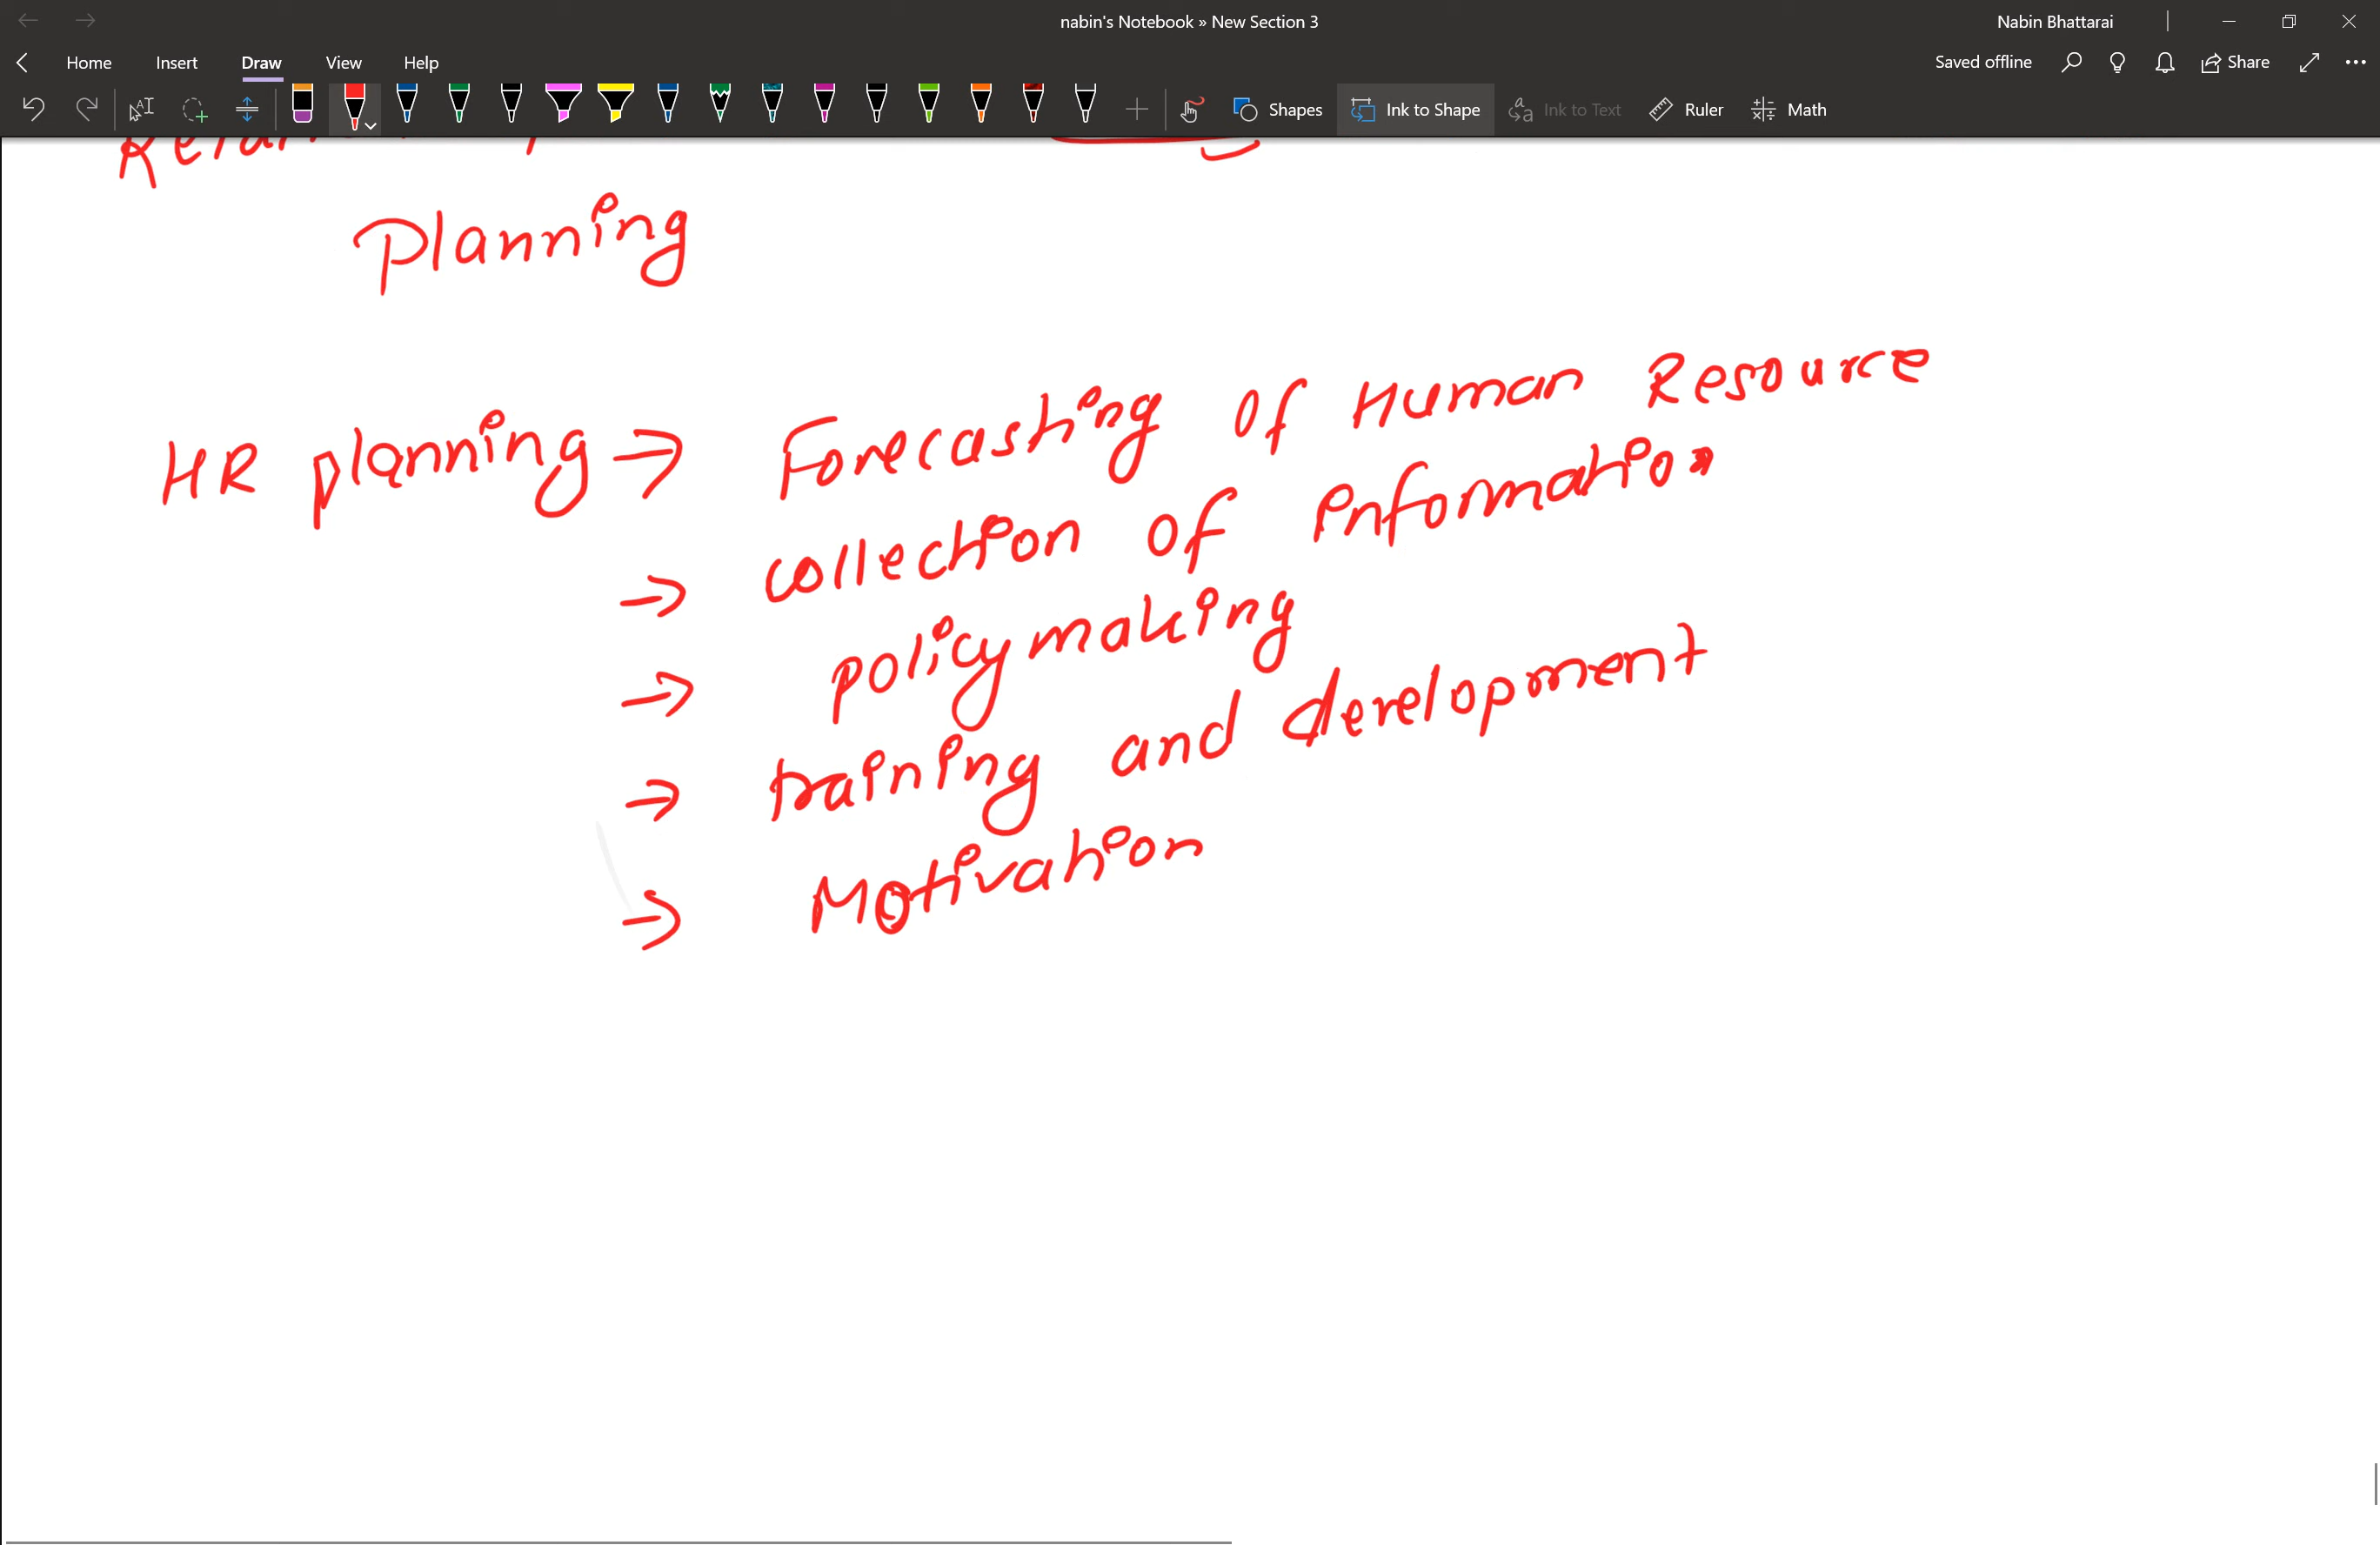 nabin's Notebook » New Section 3
Nabin Bhattarai
Home Insert Draw View Help
Saved offline
Share
Shapes
Ink to Shape
Ink to Text
Ruler
Math
Planning
HR planning → Forecasting of Human Resource
→ collection of information
→ policy making
→ training and development
→ Motivation